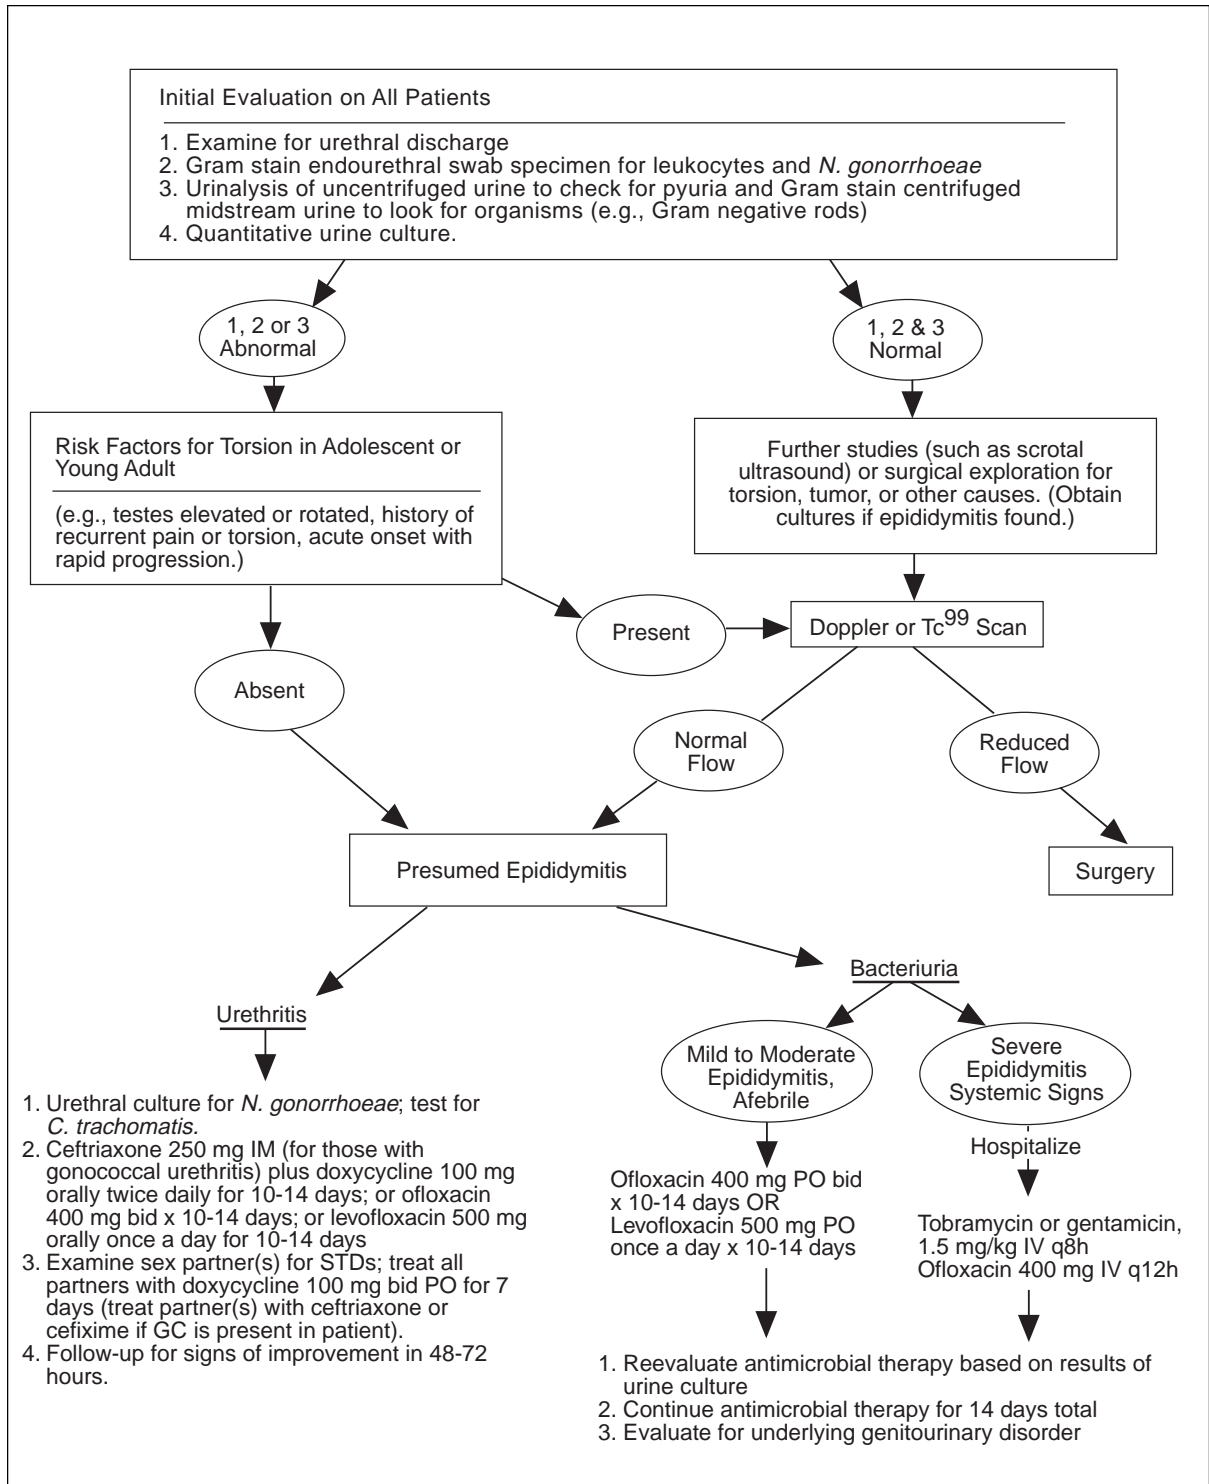 Initial Evaluation on All Patients
1. Examine for urethral discharge
2. Gram stain endourethral swab specimen for leukocytes and N. gonorrhoeae
3. Urinalysis of uncentrifuged urine to check for pyuria and Gram stain centrifuged
midstream urine to look for organisms (e.g., Gram negative rods)
4. Quantitative urine culture.
1, 2 or 3
Abnormal
1, 2 & 3
Normal
Risk Factors for Torsion in Adolescent or
Young Adult
(e.g., testes elevated or rotated, history of
recurrent pain or torsion, acute onset with
rapid progression.)
Further studies (such as scrotal
ultrasound) or surgical exploration for
torsion, tumor, or other causes. (Obtain
cultures if epididymitis found.)
Present
Doppler or Tc99 Scan
Absent
Normal
Flow
Reduced
Flow
Presumed Epididymitis
Surgery
Urethritis
1. Urethral culture for N. gonorrhoeae; test for
C. trachomatis.
2. Ceftriaxone 250 mg IM (for those with
gonococcal urethritis) plus doxycycline 100 mg
orally twice daily for 10-14 days; or ofloxacin
400 mg bid x 10-14 days; or levofloxacin 500 mg
orally once a day for 10-14 days
3. Examine sex partner(s) for STDs; treat all
partners with doxycycline 100 mg bid PO for 7
days (treat partner(s) with ceftriaxone or
cefixime if GC is present in patient).
4. Follow-up for signs of improvement in 48-72
hours.
Bacteriuria
Mild to Moderate
Epididymitis,
Afebrile
Severe
Epididymitis
Systemic Signs
Hospitalize
Ofloxacin 400 mg PO bid
x 10-14 days OR
Levofloxacin 500 mg PO
once a day x 10-14 days
Tobramycin or gentamicin,
1.5 mg/kg IV q8h
Ofloxacin 400 mg IV q12h
1. Reevaluate antimicrobial therapy based on results of
urine culture
2. Continue antimicrobial therapy for 14 days total
3. Evaluate for underlying genitourinary disorder